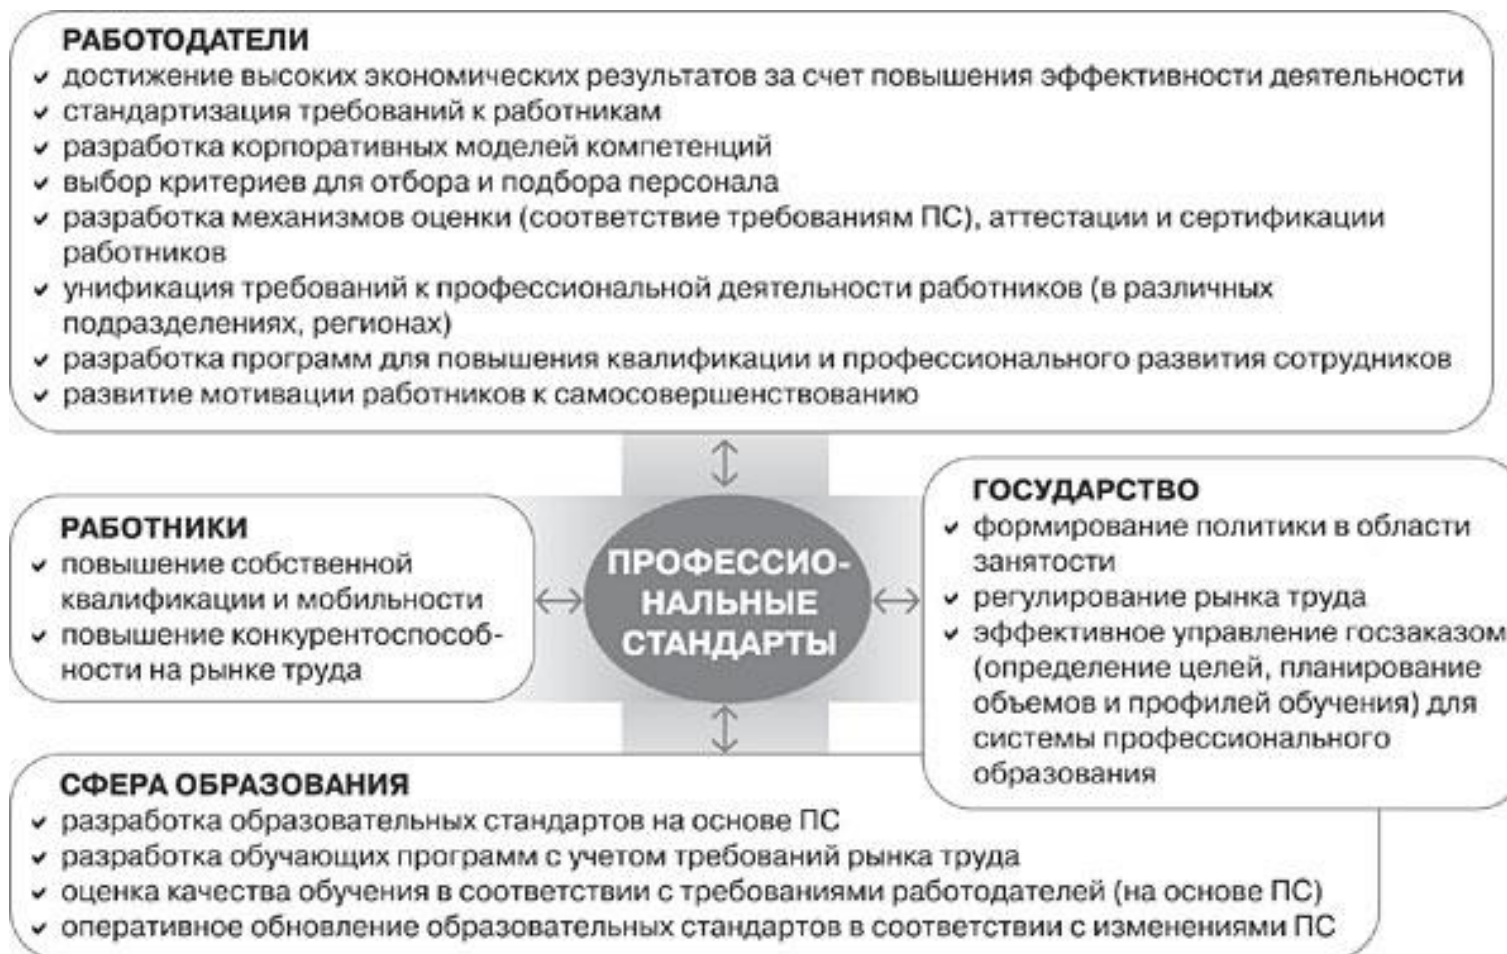 РАБОТОДАТЕЛИ
✓ достижение высоких экономических результатов за счет повышения эффективности деятельности
✓ стандартизация требований к работникам
✓ разработка корпоративных моделей компетенций
✓ выбор критериев для отбора и подбора персонала
✓ разработка механизмов оценки (соответствие требованиям ПС), аттестации и сертификации
работников
✓ унификация требований к профессиональной деятельности работников (в различных
подразделениях, регионах)
✓ разработка программ для повышения квалификации и профессионального развития сотрудников
✓ развитие мотивации работников к самосовершенствованию
РАБОТНИКИ
✓ повышение собственной
квалификации и мобильности
✓ повышение конкурентоспособ-
ности на рынке труда
ПРОФЕССИО-
НАЛЬНЫЕ
СТАНДАРТЫ
ГОСУДАРСТВО
✓ формирование политики в области
занятости
✓ регулирование рынка труда
✓ эффективное управление госзаказом
(определение целей, планирование
объемов и профилей обучения) для
системы профессионального
образования
СФЕРА ОБРАЗОВАНИЯ
✓ разработка образовательных стандартов на основе ПС
✓ разработка обучающих программ с учетом требований рынка труда
✓ оценка качества обучения в соответствии с требованиями работодателей (на основе ПС)
✓ оперативное обновление образовательных стандартов в соответствии с изменениями ПС